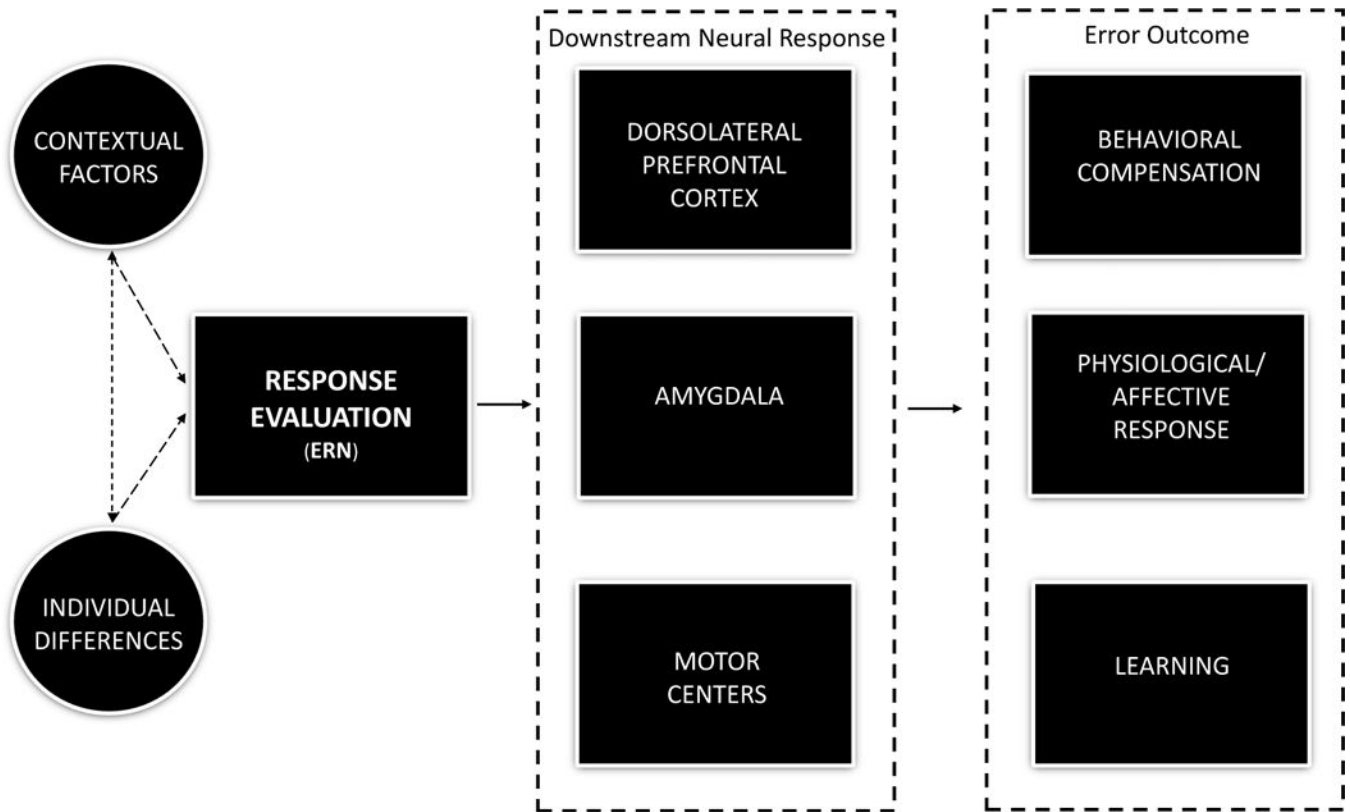 CONTEXTUAL
FACTORS
INDIVIDUAL
DIFFERENCES
RESPONSE
EVALUATION
(ERN)
Downstream Neural Response
DORSOLATERAL
PREFRONTAL
CORTEX
AMYGDALA
MOTOR
CENTERS
Error Outcome
BEHAVIORAL
COMPENSATION
PHYSIOLOGICAL/
AFFECTIVE
RESPONSE
LEARNING